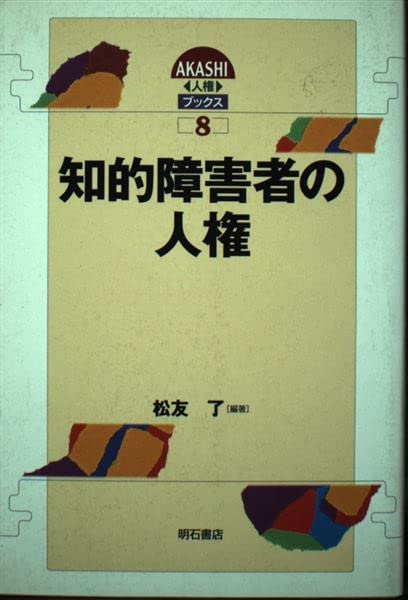 AKASHI
◀人権▶
ブックス
8
知的障害者の
人権
松友 了[編著]
明石書店